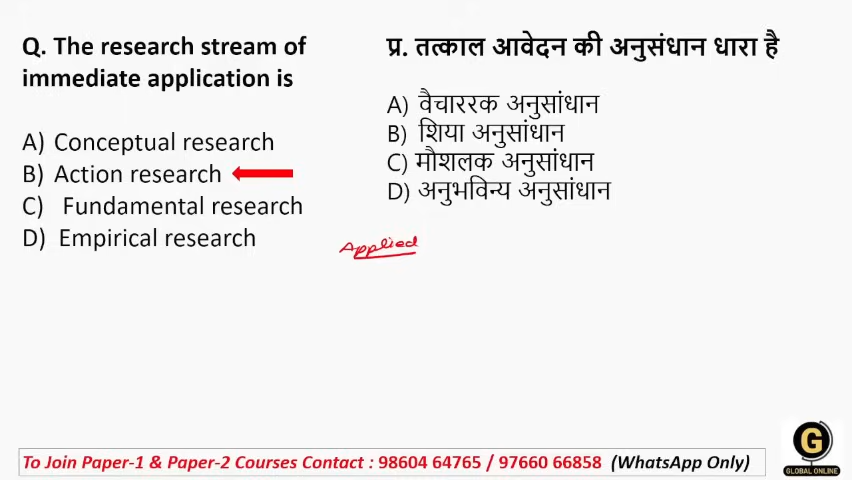 Q. The research stream of
immediate application is
A) Conceptual research
B) Action research
C) Fundamental research
D) Empirical research
प्र. तत्काल आवेदन की अनुसंधान धारा है
A) वैचाररक अनुसांधान
B) शिया अनुसांधान
C) मौशलक अनुसांधान
D) अनुभविन्य अनुसांधान
Applied
G
GLOBAL ONLINE
To Join Paper-1 & Paper-2 Courses Contact : 98604 64765 / 97660 66858 (WhatsApp Only)